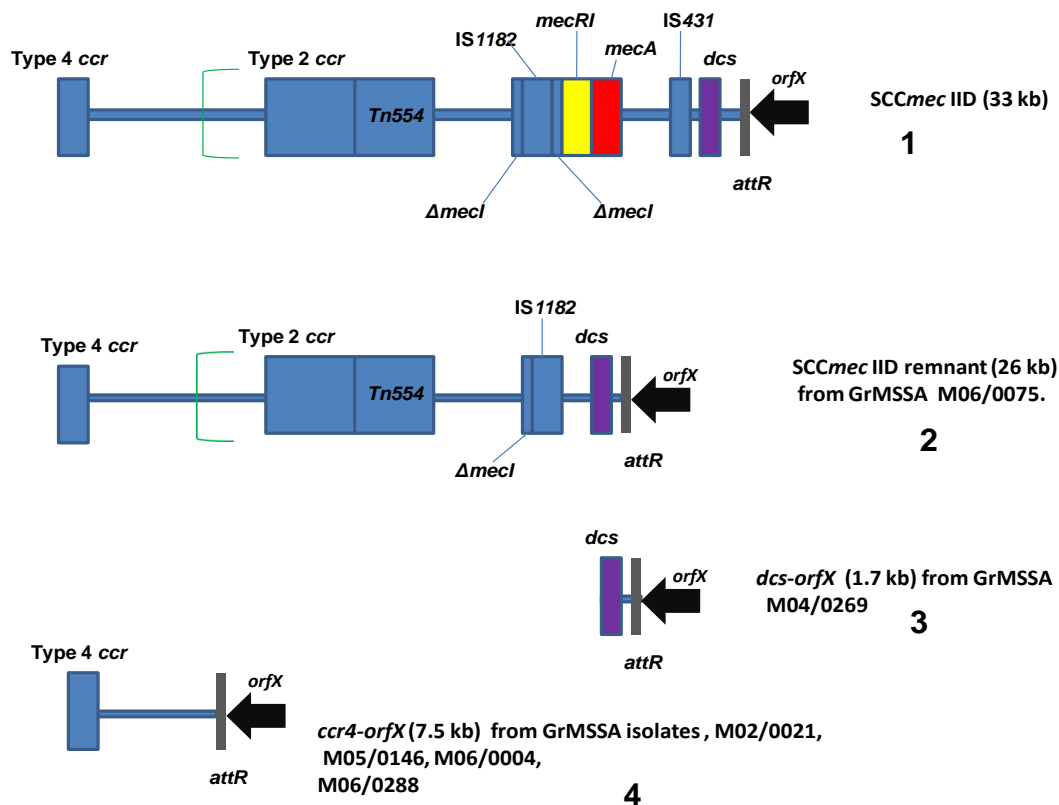 mecRI
IS1182
IS431
mecA
Type 4 ccr
Type 2 ccr
dcs
orfX
Tn554
SCCmec IID (33 kb)
1
attR
ΔmecI
ΔmecI
IS1182
Type 2 ccr
dcs
Type 4 ccr
orfX
Tn554
SCCmec IID remnant (26 kb)
from GrMSSA M06/0075.
2
attR
ΔmecI
dcs
orfX
dcs-orfX (1.7 kb) from GrMSSA
M04/0269
3
attR
Type 4 ccr
orfX
ccr4-orfX (7.5 kb) from GrMSSA isolates , M02/0021,
M05/0146, M06/0004,
M06/0288
attR
4